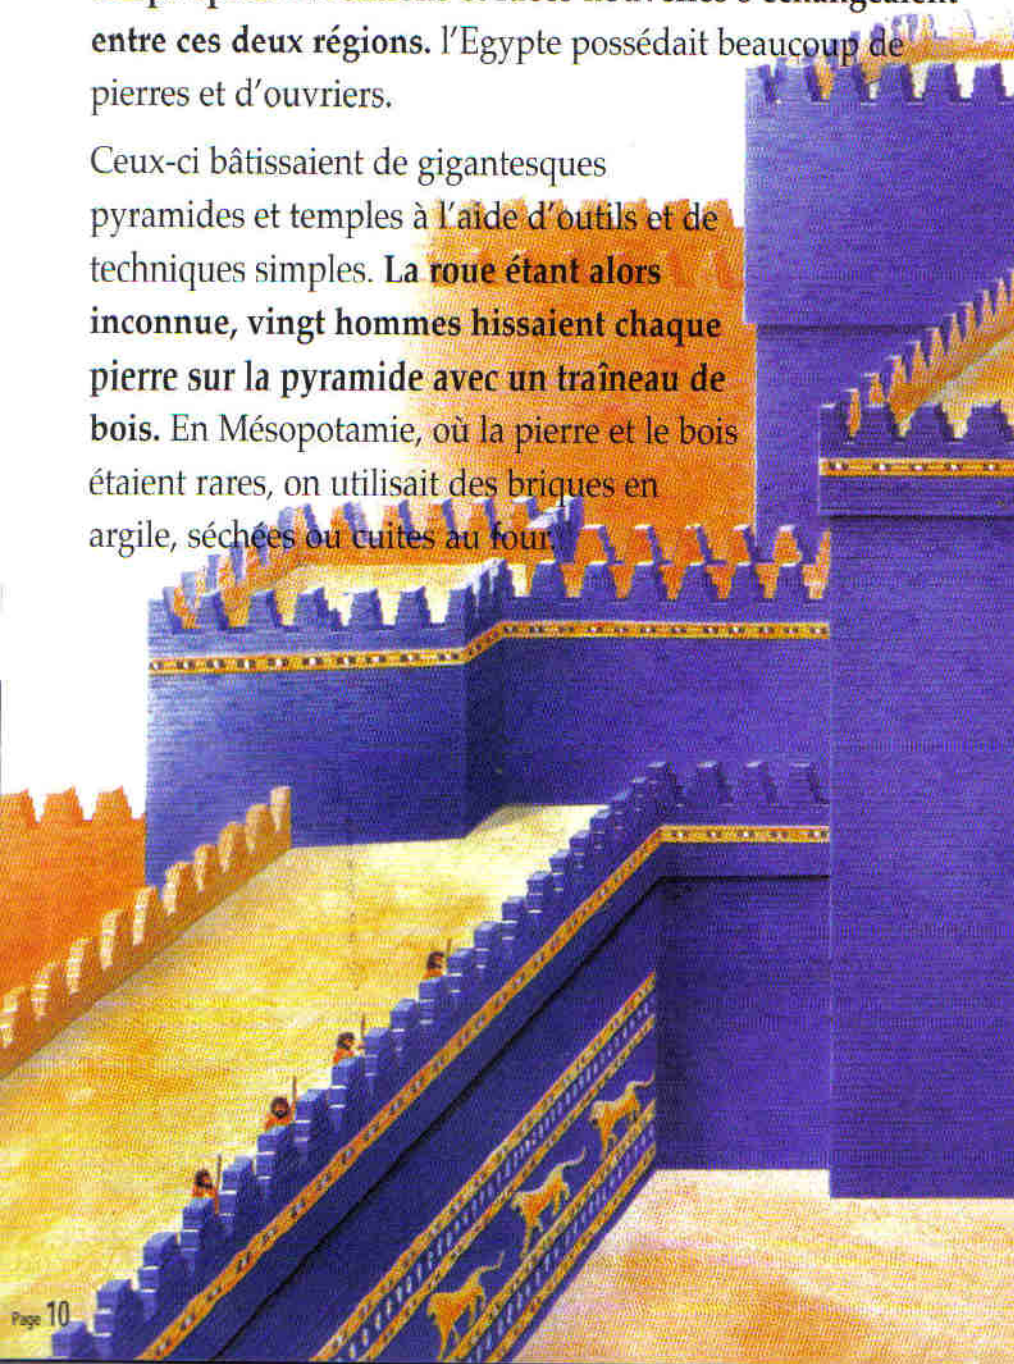 entre ces deux régions. l'Egypte possédait beaucoup de
pierres et d'ouvriers.
Ceux-ci bâtissaient de gigantesques
pyramides et temples à l'aide d'outils et de
techniques simples. La roue étant alors
inconnue, vingt hommes hissaient chaque
pierre sur la pyramide avec un traîneau de
bois. En Mésopotamie, où la pierre et le bois
étaient rares, on utilisait des briques en
argile, séchées ou cuites au four.
Page 10